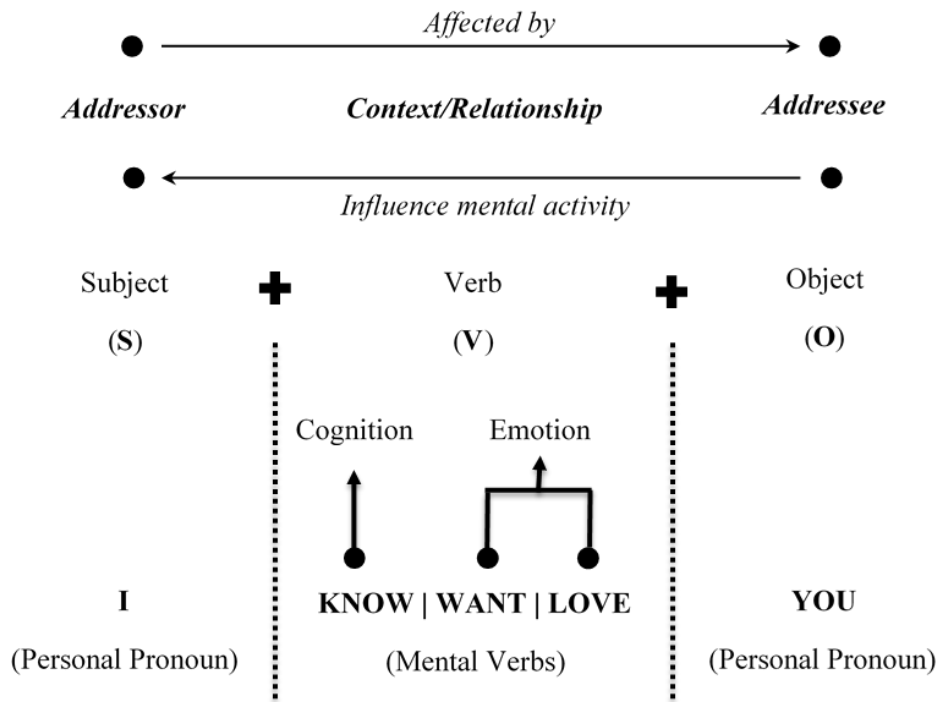 Affected by
Addressor Context/Relationship Addressee
Influence mental activity
Subject Verb Object
(S) (V) (O)
Cognition Emotion
I KNOW | WANT | LOVE YOU
(Personal Pronoun) (Mental Verbs) (Personal Pronoun)